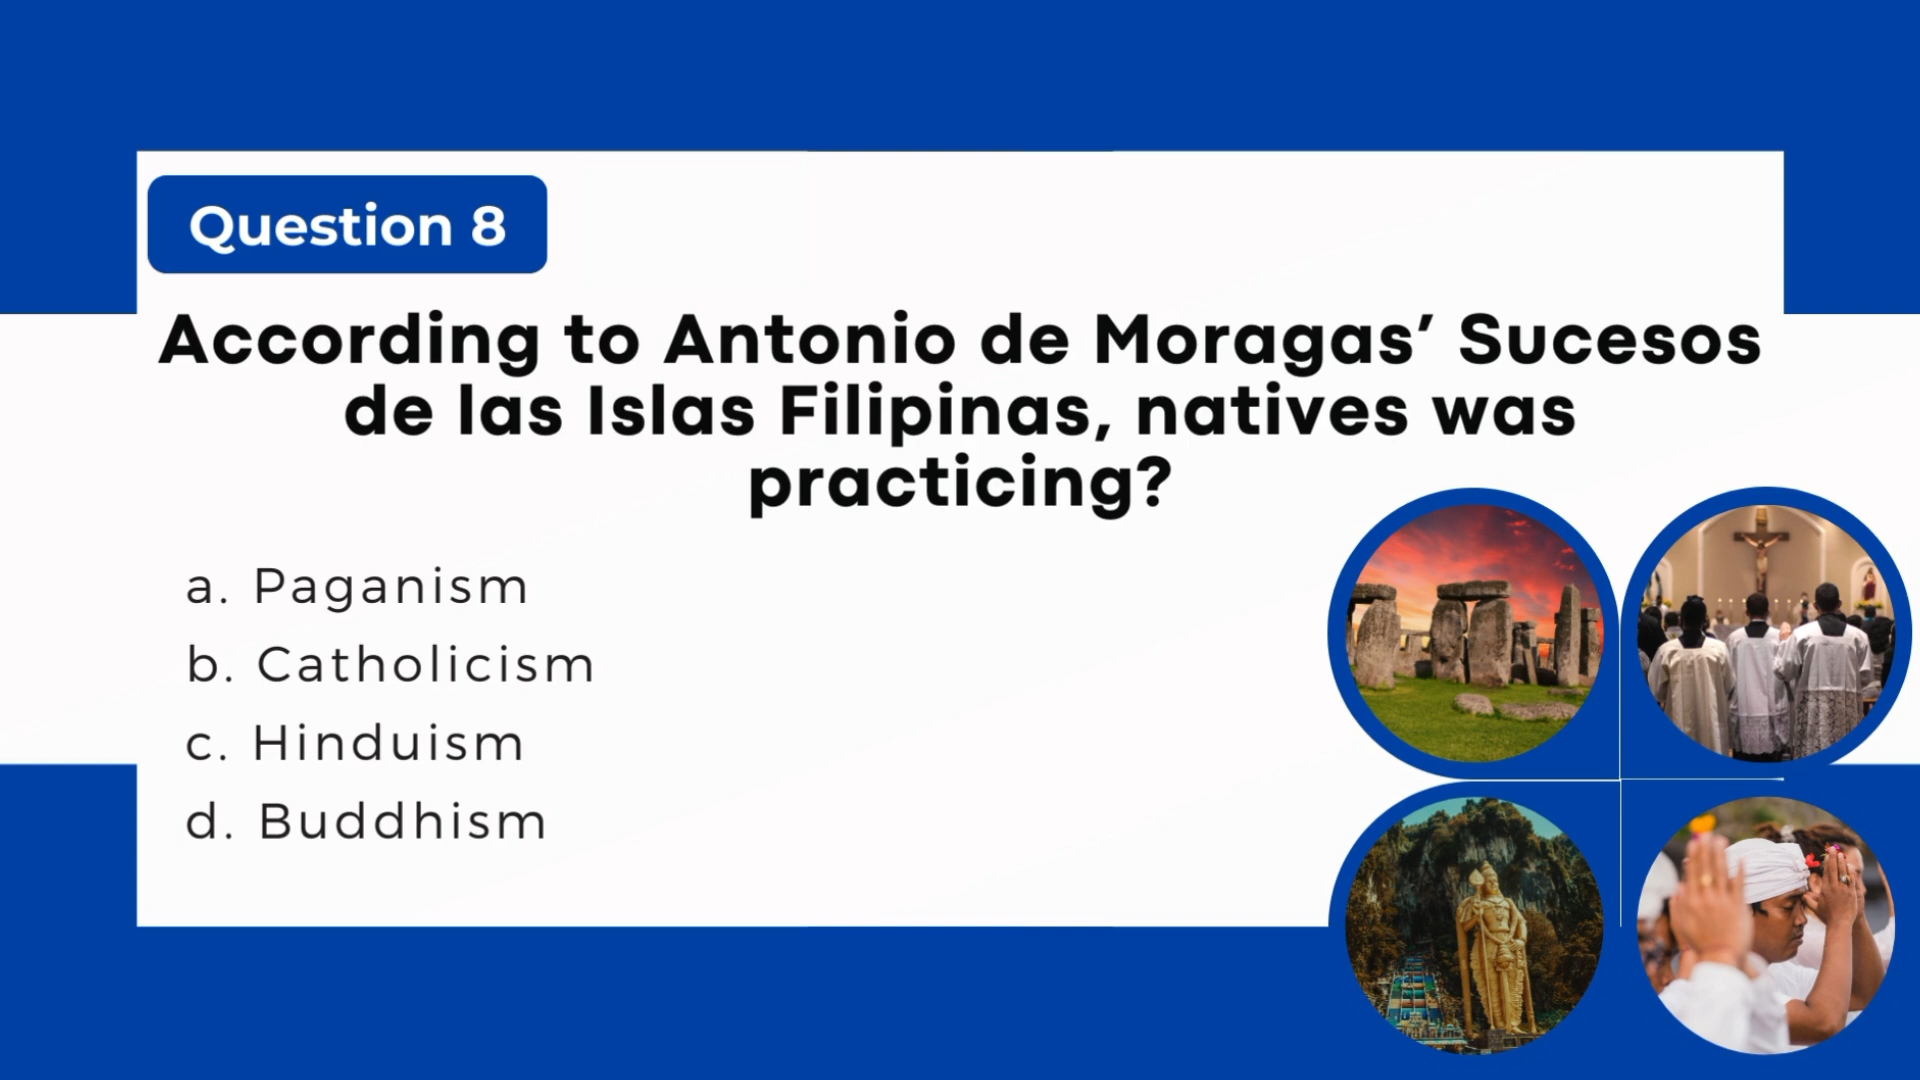 Question 8
According to Antonio de Moragas’ Sucesos
de las Islas Filipinas, natives was
practicing?
a. Paganism
b. Catholicism
c. Hinduism
d. Buddhism